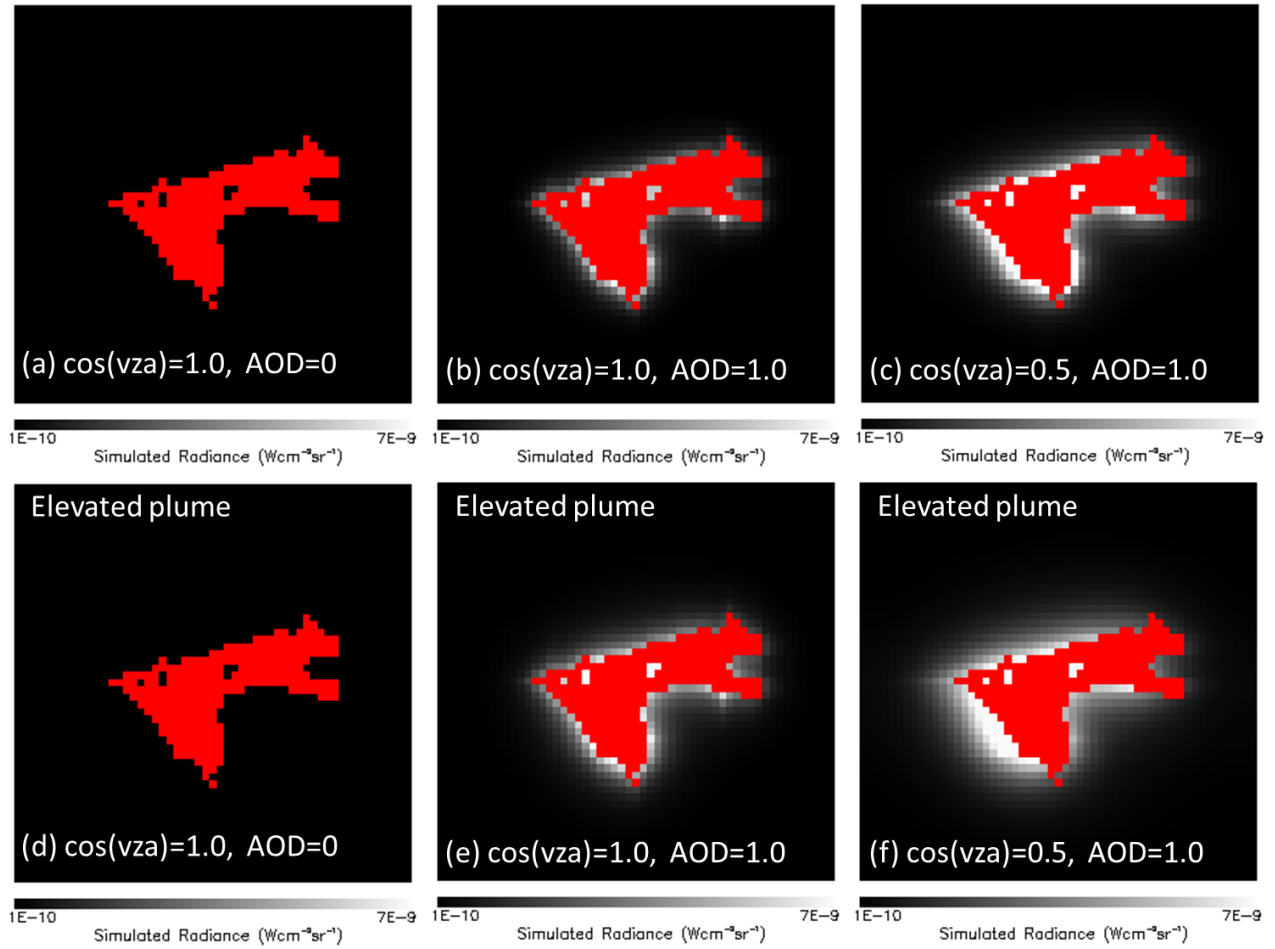 (a) cos(vza)=1.0, AOD=0
(b) cos(vza)=1.0, AOD=1.0
(c) cos(vza)=0.5, AOD=1.0
1E-10 7E-9
Simulated Radiance (Wcm⁻²sr⁻¹)
1E-10 7E-9
Simulated Radiance (Wcm⁻²sr⁻¹)
1E-10 7E-9
Simulated Radiance (Wcm⁻²sr⁻¹)
Elevated plume
Elevated plume
Elevated plume
(d) cos(vza)=1.0, AOD=0
(e) cos(vza)=1.0, AOD=1.0
(f) cos(vza)=0.5, AOD=1.0
1E-10 7E-9
Simulated Radiance (Wcm⁻²sr⁻¹)
1E-10 7E-9
Simulated Radiance (Wcm⁻²sr⁻¹)
1E-10 7E-9
Simulated Radiance (Wcm⁻²sr⁻¹)